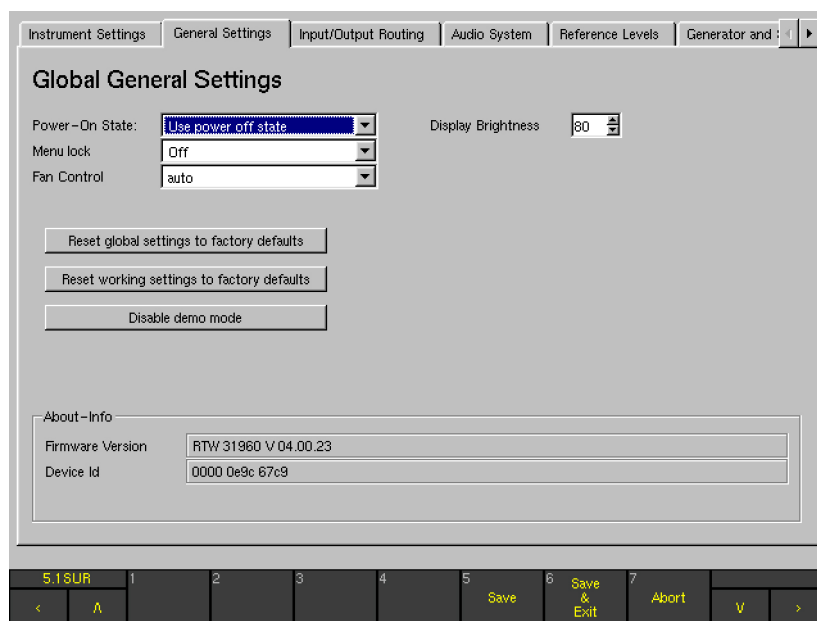 Instrument Settings General Settings Input/Output Routing Audio System Reference Levels Generator and
Global General Settings
Power-On State: Use power off state Display Brightness 80
Menu lock Off
Fan Control auto
Reset global settings to factory defaults
Reset working settings to factory defaults
Disable demo mode
About-Info
Firmware Version RTW 31960 V 04.00.23
Device Id 0000 0e9c 67c9
5.1SUR 1 2 3 4 5 6 7
Save Save & Exit Abort
< Λ V >